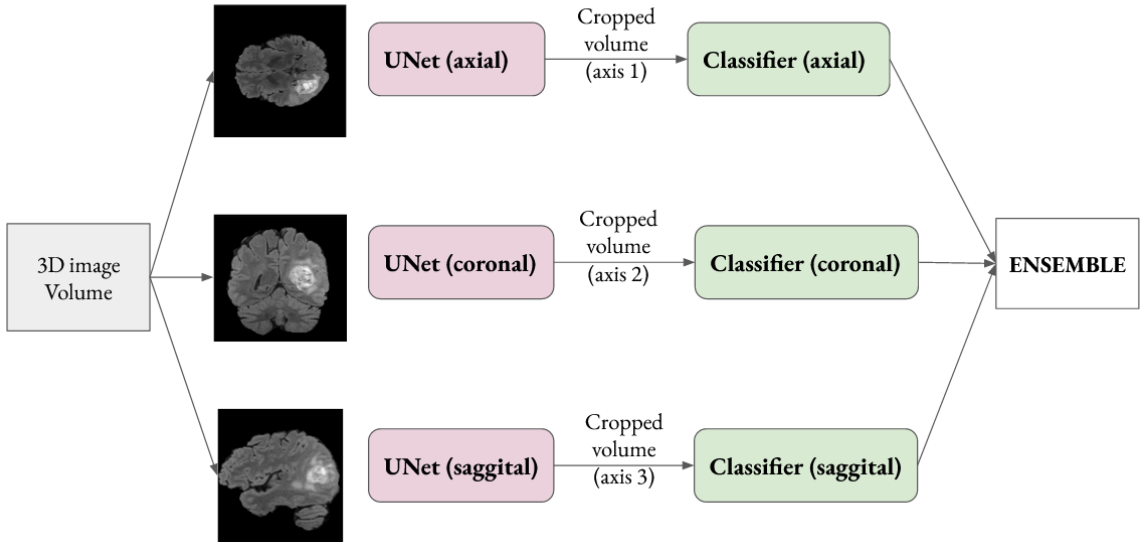 3D image
Volume
UNet (axial)
Cropped
volume
(axis 1)
Classifier (axial)
UNet (coronal)
Cropped
volume
(axis 2)
Classifier (coronal)
UNet (saggital)
Cropped
volume
(axis 3)
Classifier (saggital)
ENSEMBLE